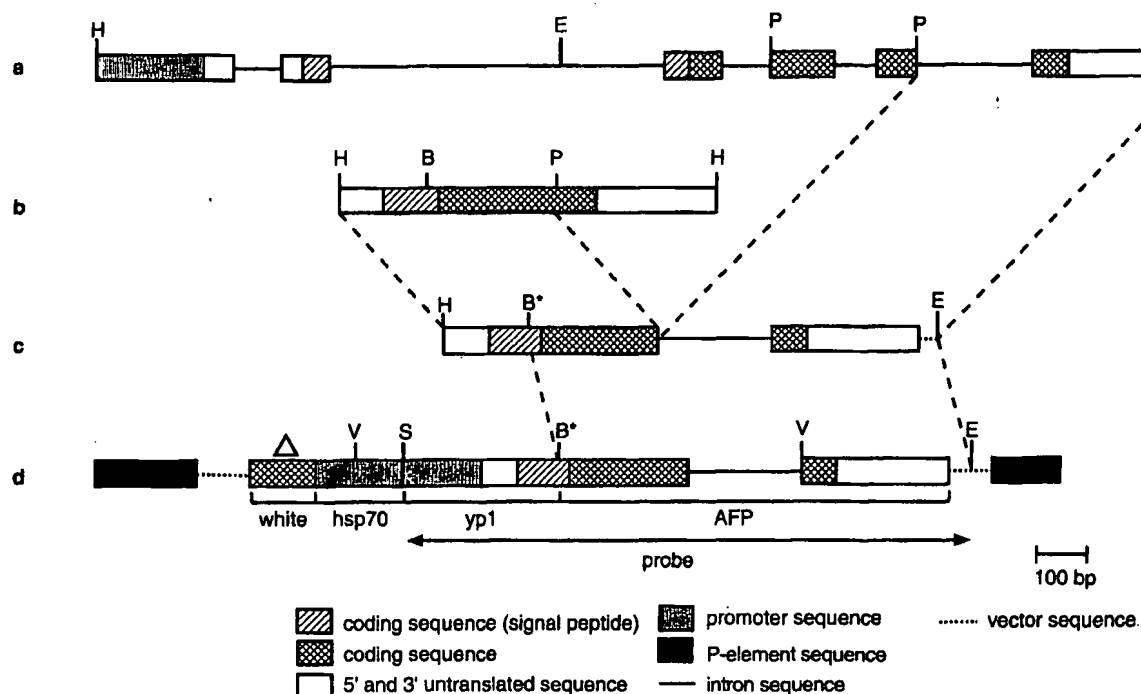 H E P P
a
H B P H
b
H B* E
c
V S B* V E
d
white hsp70 yp1 AFP
probe
100 bp
coding sequence (signal peptide) promoter sequence vector sequence
coding sequence P-element sequence
5' and 3' untranslated sequence intron sequence